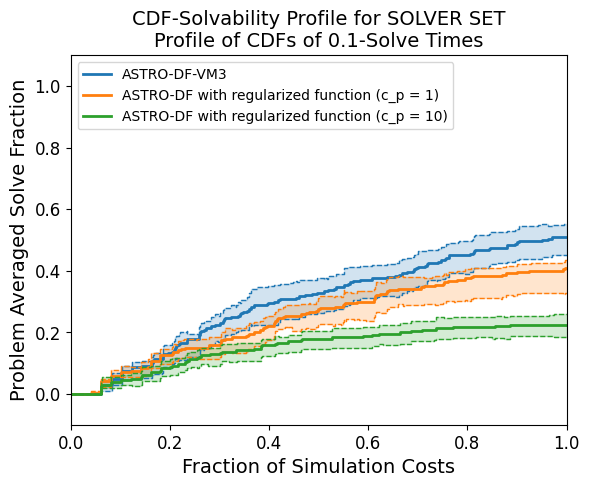 CDF-Solvability Profile for SOLVER SET
Profile of CDFs of 0.1-Solve Times
ASTRO-DF-VM3
ASTRO-DF with regularized function (c_p = 1)
ASTRO-DF with regularized function (c_p = 10)
Problem Averaged Solve Fraction
1.0
0.8
0.6
0.4
0.2
0.0
0.0 0.2 0.4 0.6 0.8 1.0
Fraction of Simulation Costs